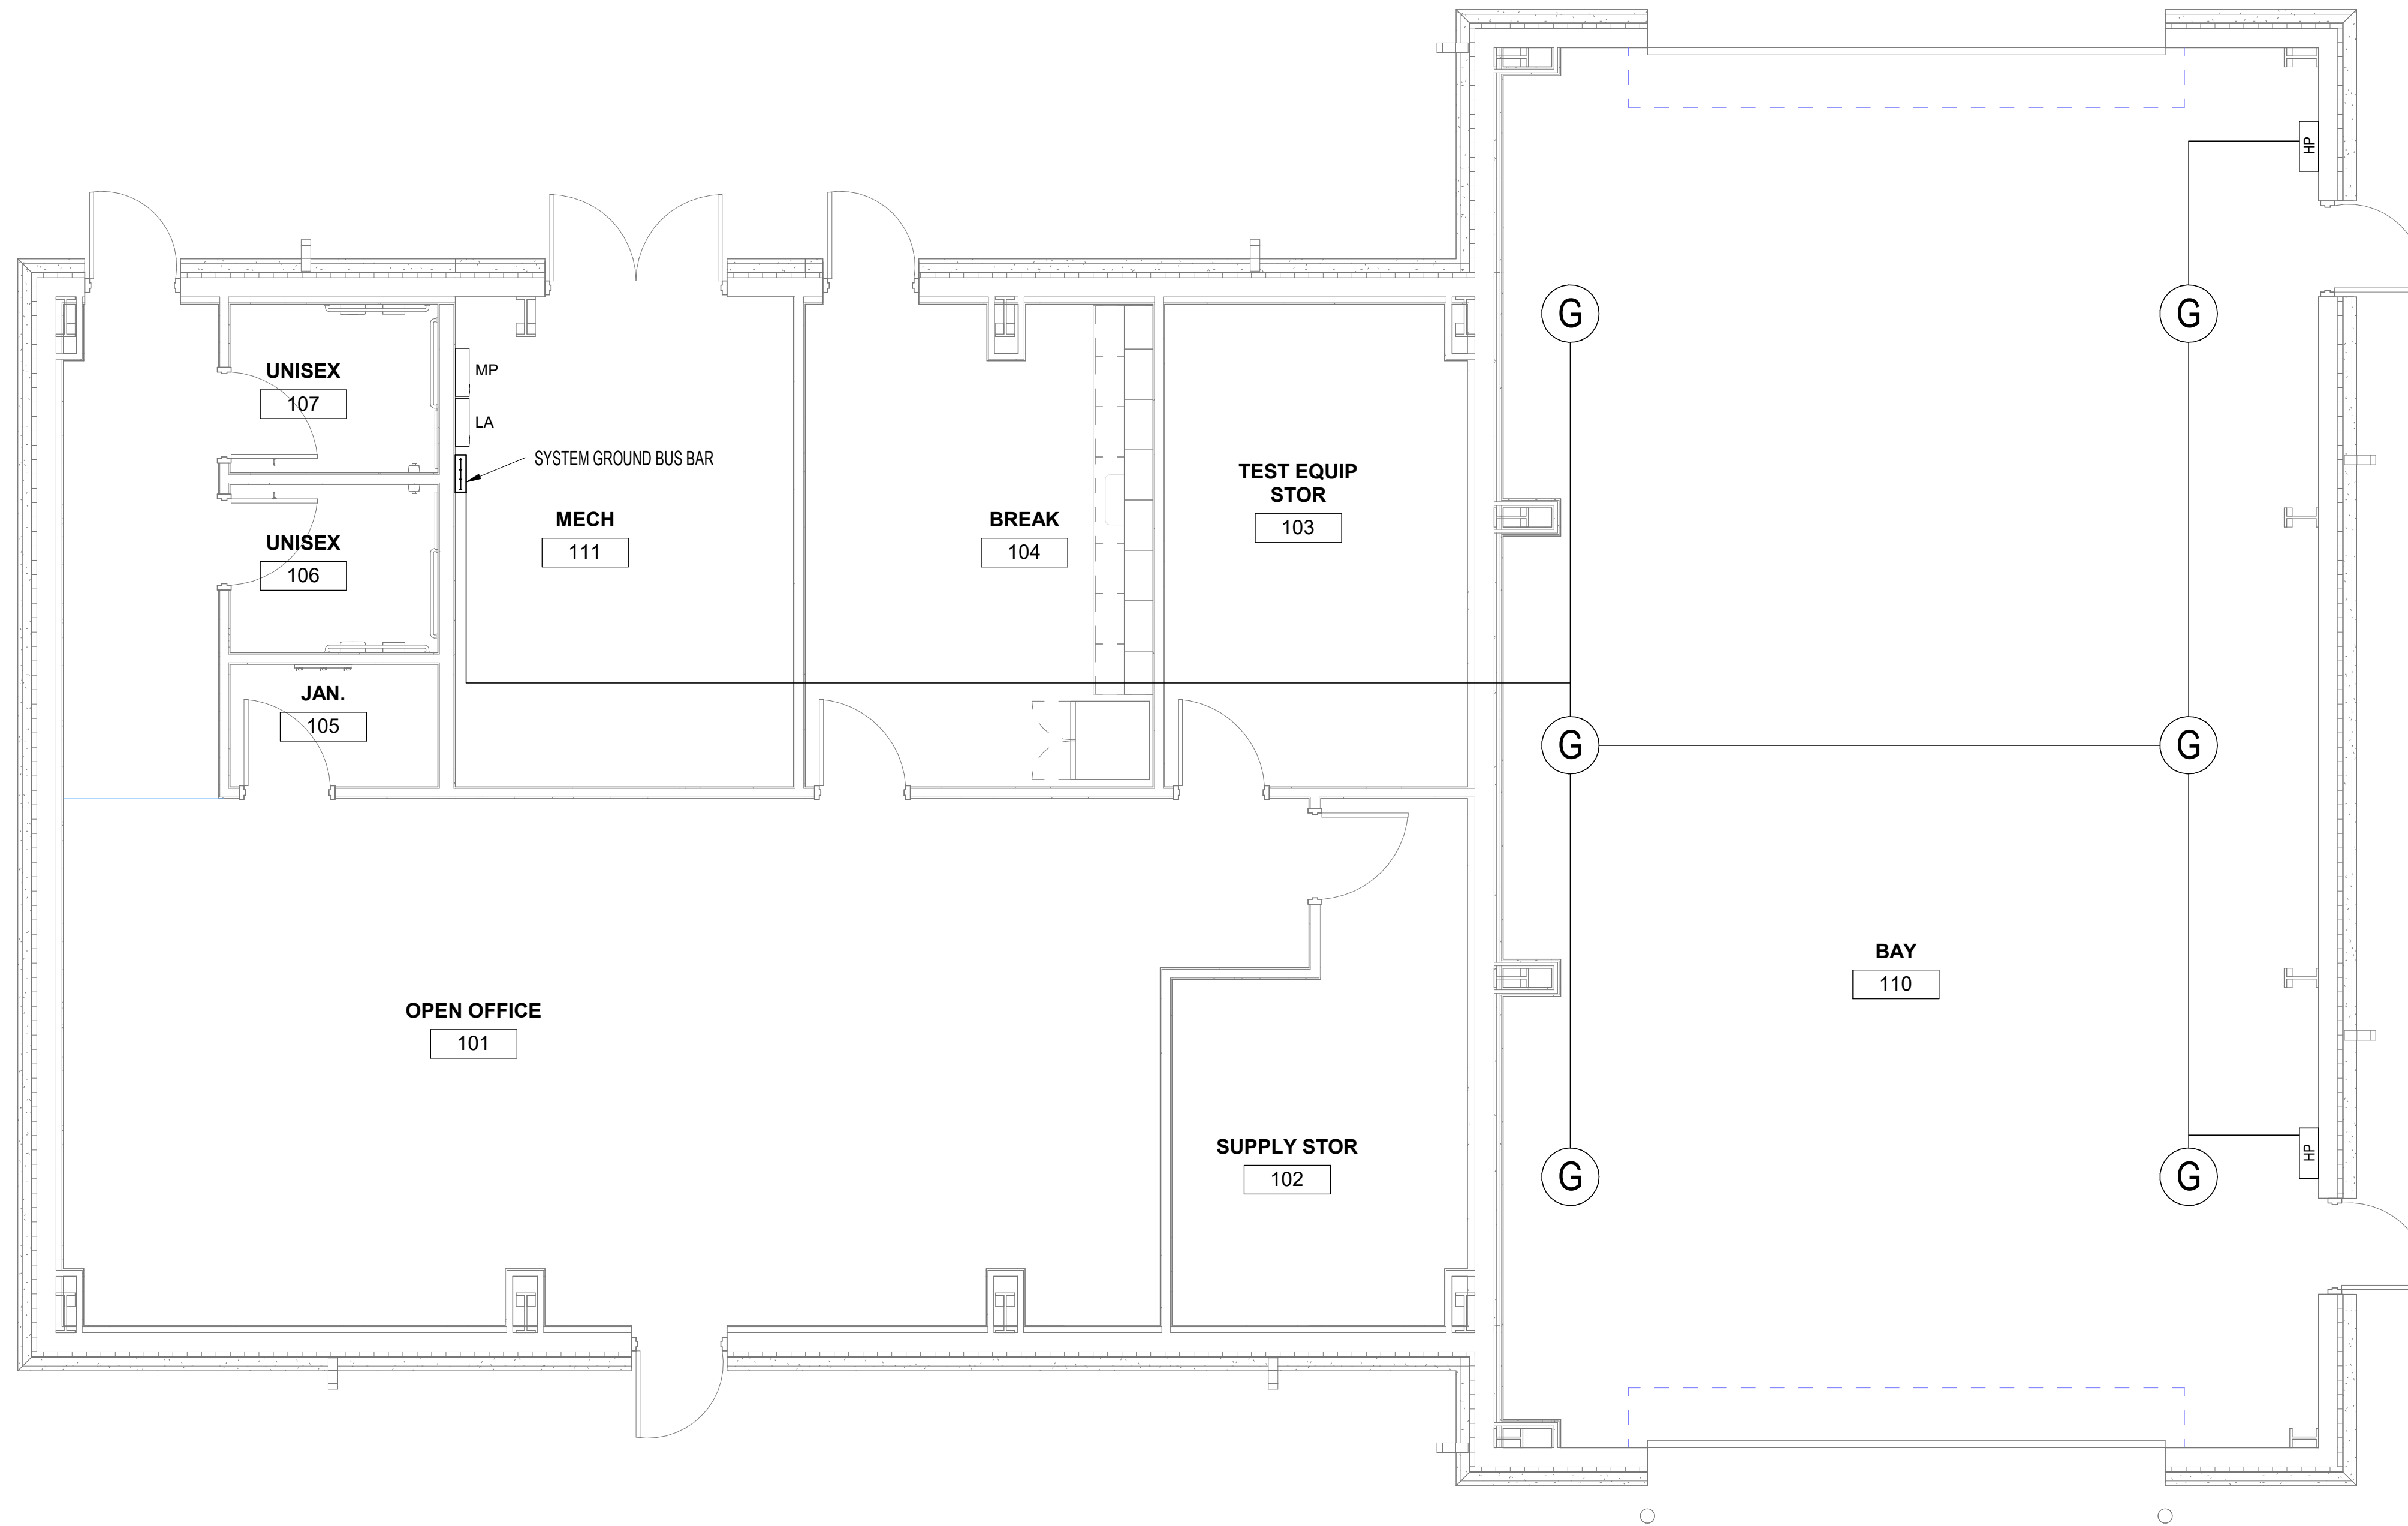 HP
G
G
UNISEX
107
MP
LA
SYSTEM GROUND BUS BAR
MECH
111
BREAK
104
TEST EQUIP
STOR
103
UNISEX
106
JAN.
105
G
G
OPEN OFFICE
101
BAY
110
SUPPLY STOR
102
G
G
HP